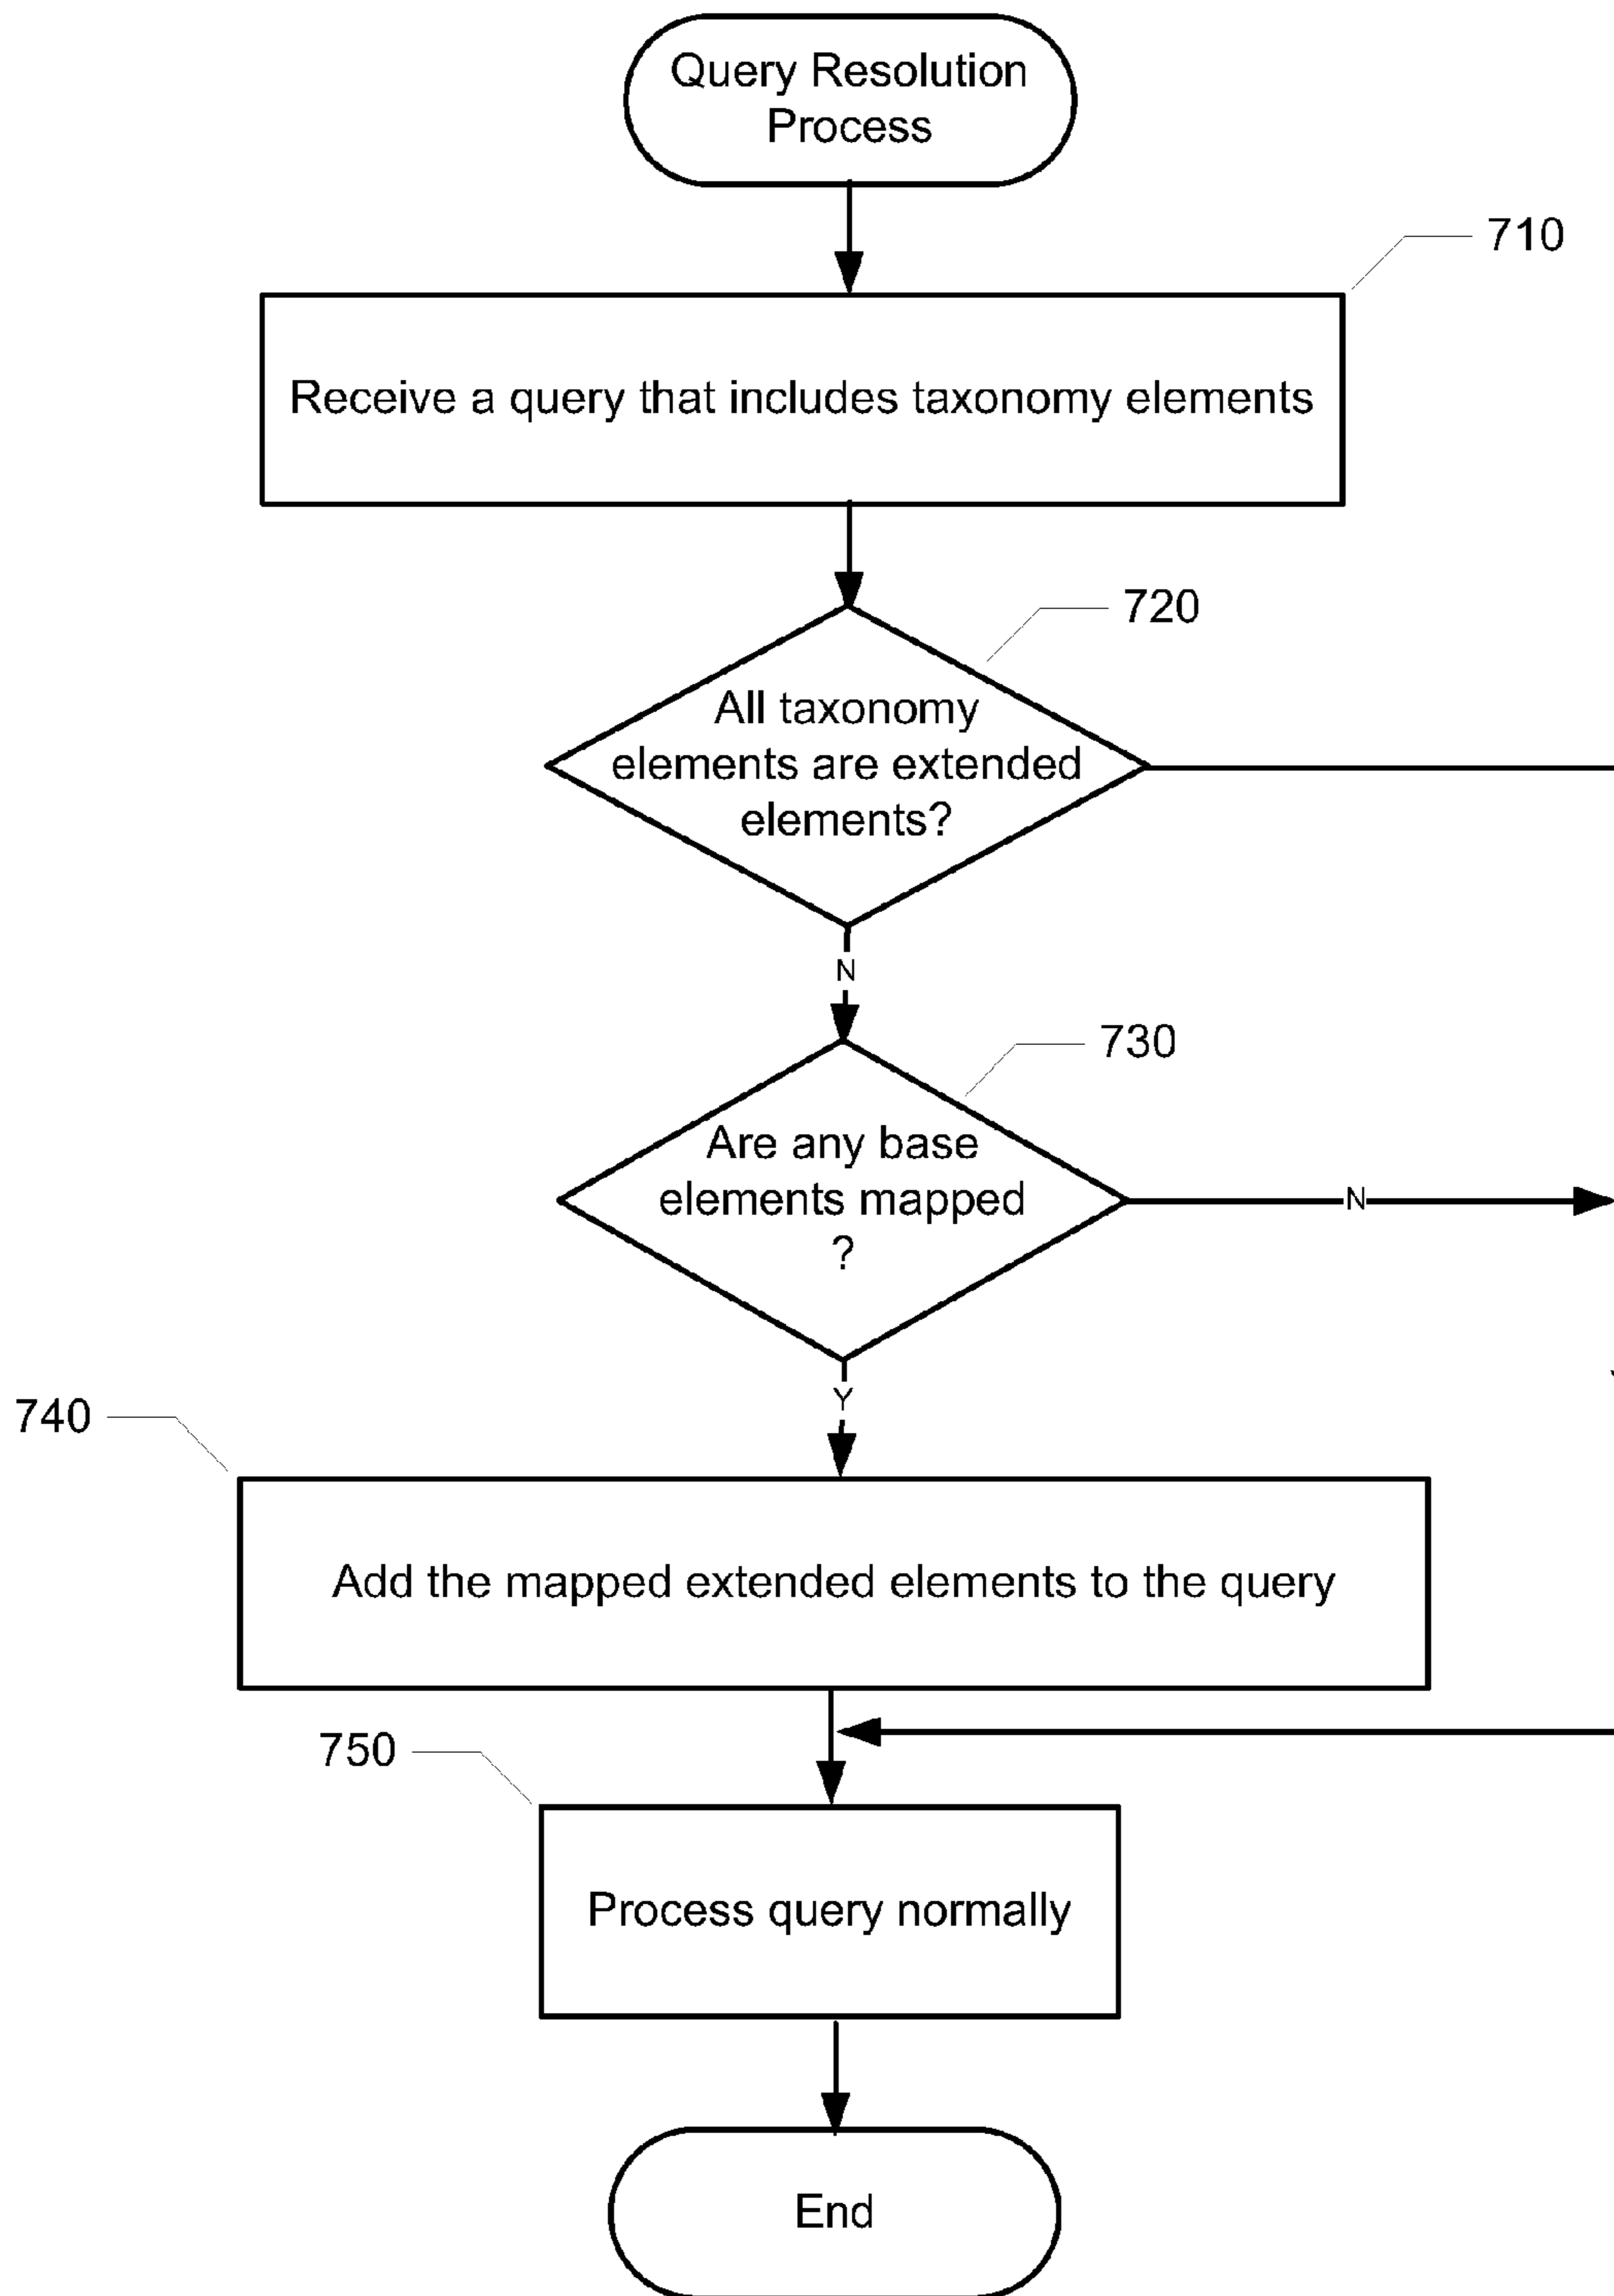 Query Resolution
Process
710
Receive a query that includes taxonomy elements
720
All taxonomy
elements are extended
elements?
N
730
Are any base
elements mapped
?
N
Y
740
Add the mapped extended elements to the query
750
Process query normally
End